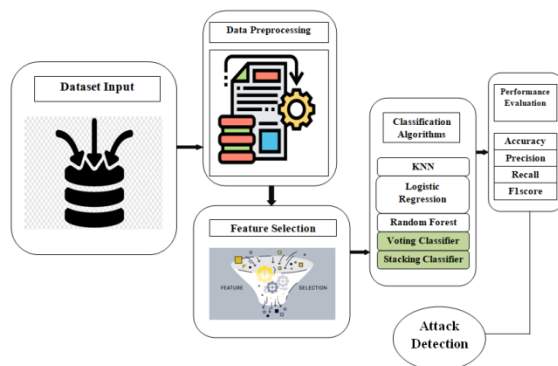 Dataset Input
Data Preprocessing
Feature Selection
FEATURE
SELECTION
Classification
Algorithms
KNN
Logistic
Regression
Random Forest
Voting Classifier
Stacking Classifier
Performance
Evaluation
Accuracy
Precision
Recall
F1score
Attack
Detection